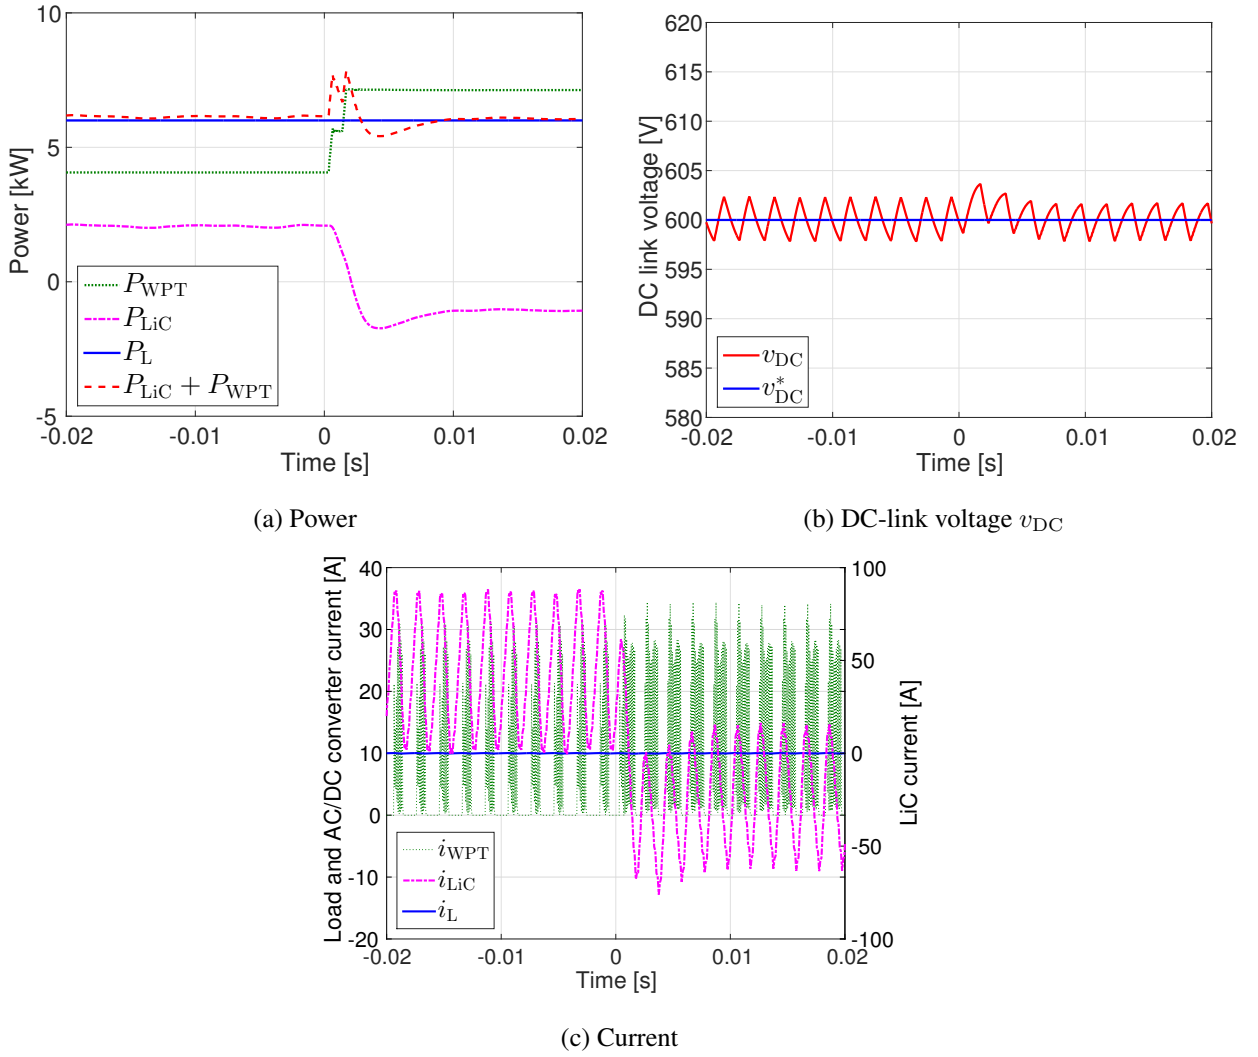 10
5
0
-5
Power [kW]
-0.02 -0.01 0 0.01 0.02
Time [s]
P_WPT
P_LiC
P_L
P_LiC + P_WPT
(a) Power
620
615
610
605
600
595
590
585
580
DC link voltage [V]
-0.02 -0.01 0 0.01 0.02
Time [s]
v_DC
v*_DC
(b) DC-link voltage v_DC
40
30
20
10
0
-10
-20
Load and AC/DC converter current [A]
100
50
0
-50
-100
LiC current [A]
-0.02 -0.01 0 0.01 0.02
Time [s]
i_WPT
i_LiC
i_L
(c) Current